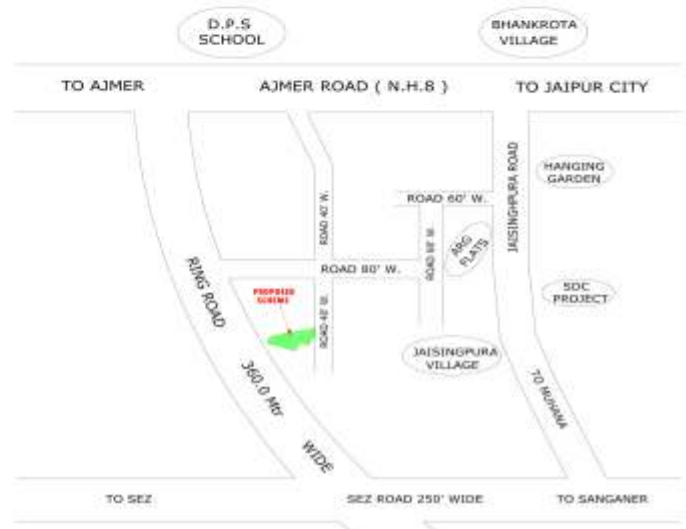 D.P.S
SCHOOL
BHANKROTA
VILLAGE
TO AJMER
AJMER ROAD ( N.H.8 )
TO JAIPUR CITY
JAISINGHPURA ROAD
HANGING
GARDEN
ROAD 40' W.
ROAD 60' W.
ROAD 60' W.
ARG
FLATS
RING ROAD
ROAD 80' W.
PROPOSED
SCHEME
ROAD 40' W.
SDC
PROJECT
JAISINGPURA
VILLAGE
360.0 Mtr
WIDE
TO MUHANA
TO SEZ
SEZ ROAD 250' WIDE
TO SANGANER